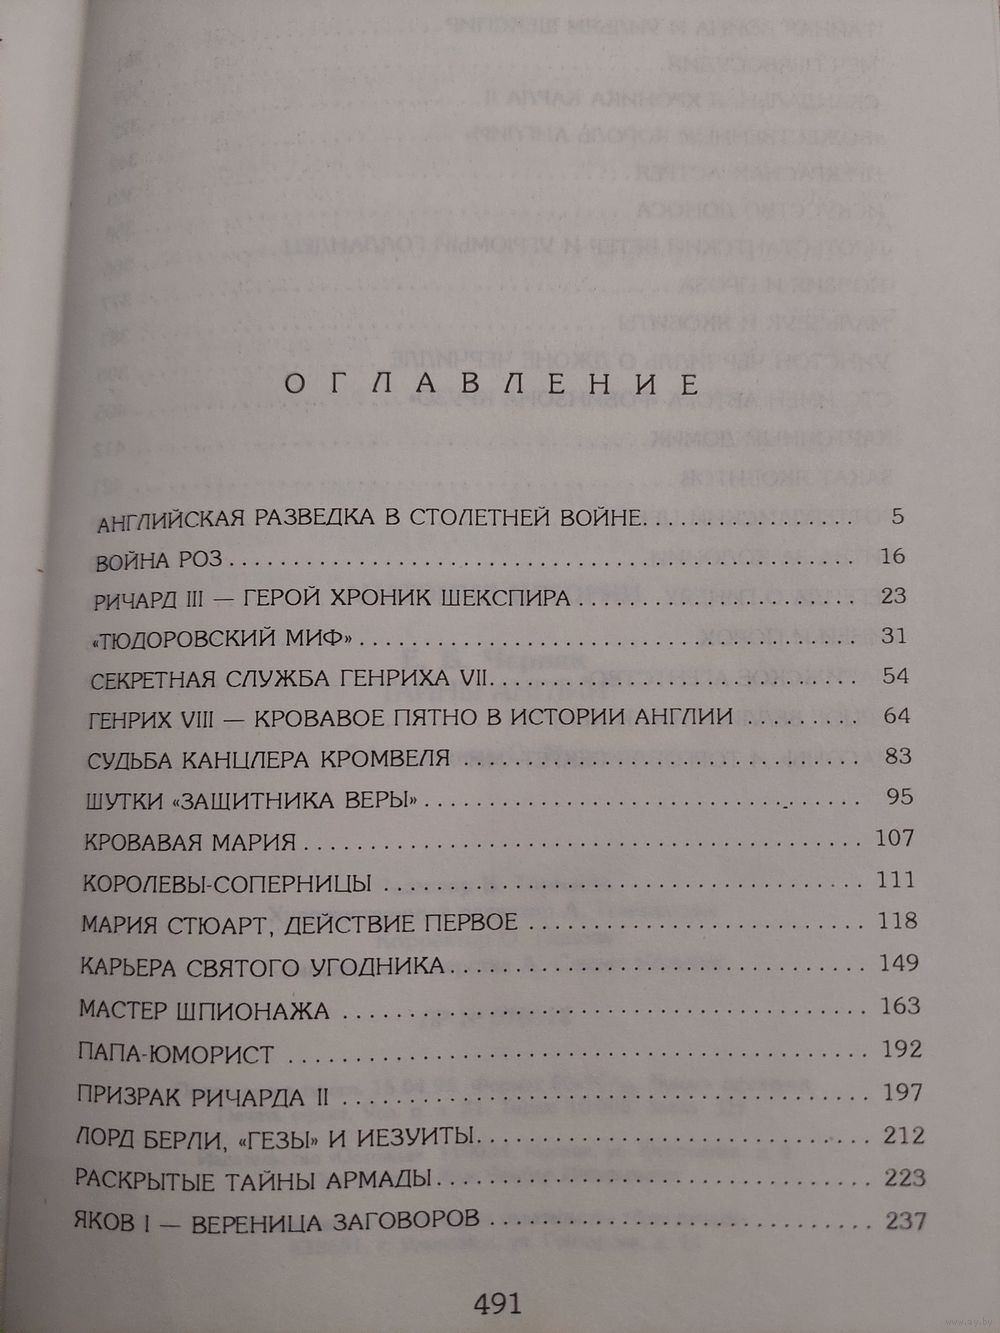 ОГЛАВЛЕНИЕ
АНГЛИЙСКАЯ РАЗВЕДКА В СТОЛЕТНЕЙ ВОЙНЕ. . . . . . . . . . . . . . 5
ВОЙНА РОЗ . . . . . . . . . . . . . . . . . . . . . . . . . . . . . . . . . . . . . . . . 16
РИЧАРД III — ГЕРОЙ ХРОНИК ШЕКСПИРА . . . . . . . . . . . . . . . . . . 23
«ТЮДОРОВСКИЙ МИФ» . . . . . . . . . . . . . . . . . . . . . . . . . . . . . . . . 31
СЕКРЕТНАЯ СЛУЖБА ГЕНРИХА VII. . . . . . . . . . . . . . . . . . . . . . . 54
ГЕНРИХ VIII — КРОВАВОЕ ПЯТНО В ИСТОРИИ АНГЛИИ . . . . . . . . 64
СУДЬБА КАНЦЛЕРА КРОМВЕЛЯ . . . . . . . . . . . . . . . . . . . . . . . . . 83
ШУТКИ «ЗАЩИТНИКА ВЕРЫ» . . . . . . . . . . . . . . . . . . . . . . . . . . . . 95
КРОВАВАЯ МАРИЯ . . . . . . . . . . . . . . . . . . . . . . . . . . . . . . . . . . . 107
КОРОЛЕВЫ-СОПЕРНИЦЫ . . . . . . . . . . . . . . . . . . . . . . . . . . . . . . 111
МАРИЯ СТЮАРТ, ДЕЙСТВИЕ ПЕРВОЕ . . . . . . . . . . . . . . . . . . . . . 118
КАРЬЕРА СВЯТОГО УГОДНИКА . . . . . . . . . . . . . . . . . . . . . . . . . . 149
МАСТЕР ШПИОНАЖА . . . . . . . . . . . . . . . . . . . . . . . . . . . . . . . . . 163
ПАПА-ЮМОРИСТ . . . . . . . . . . . . . . . . . . . . . . . . . . . . . . . . . . . . 192
ПРИЗРАК РИЧАРДА II . . . . . . . . . . . . . . . . . . . . . . . . . . . . . . . . . 197
ЛОРД БЕРЛИ, «ГЕЗЫ» И ИЕЗУИТЫ. . . . . . . . . . . . . . . . . . . . . . . . 212
РАСКРЫТЫЕ ТАЙНЫ АРМАДЫ . . . . . . . . . . . . . . . . . . . . . . . . . . . 223
ЯКОВ I — ВЕРЕНИЦА ЗАГОВОРОВ . . . . . . . . . . . . . . . . . . . . . . . . 237
491
www.ay.by